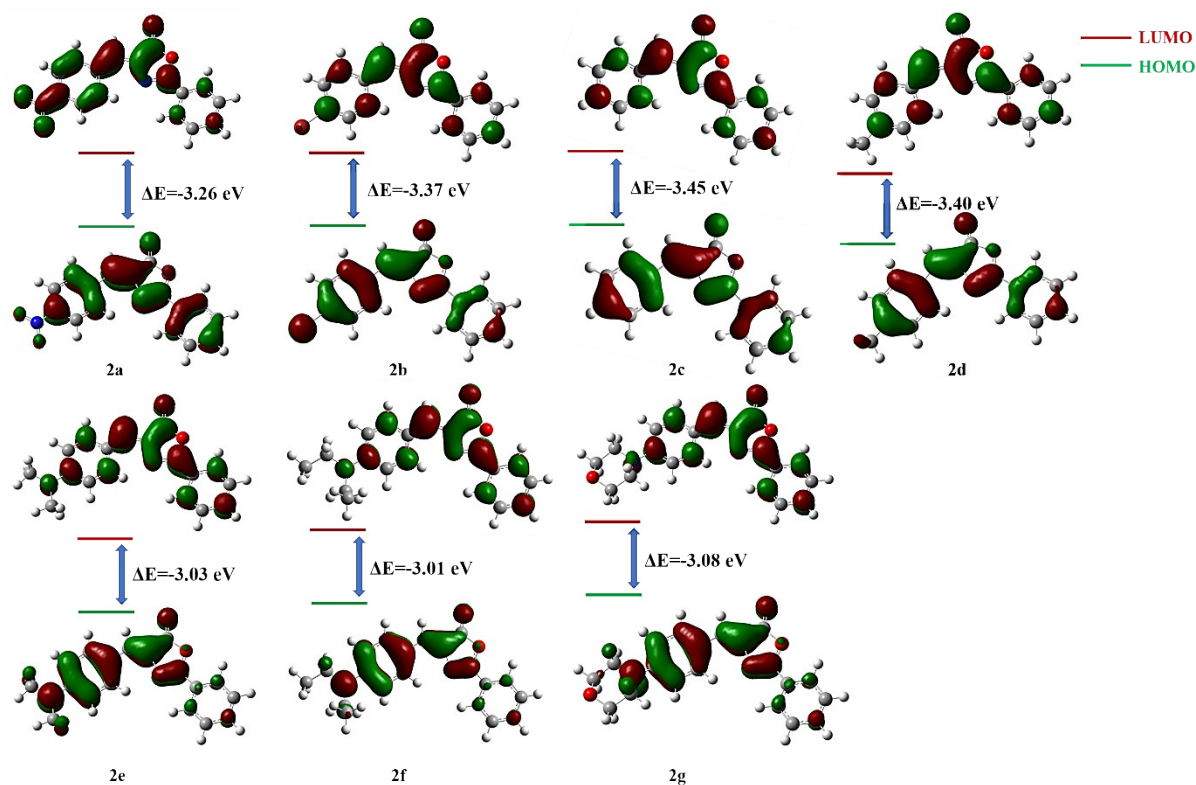 LUMO
HOMO
ΔE=-3.26 eV
ΔE=-3.37 eV
ΔE=-3.45 eV
ΔE=-3.40 eV
2a
2b
2c
2d
ΔE=-3.03 eV
ΔE=-3.01 eV
ΔE=-3.08 eV
2e
2f
2g